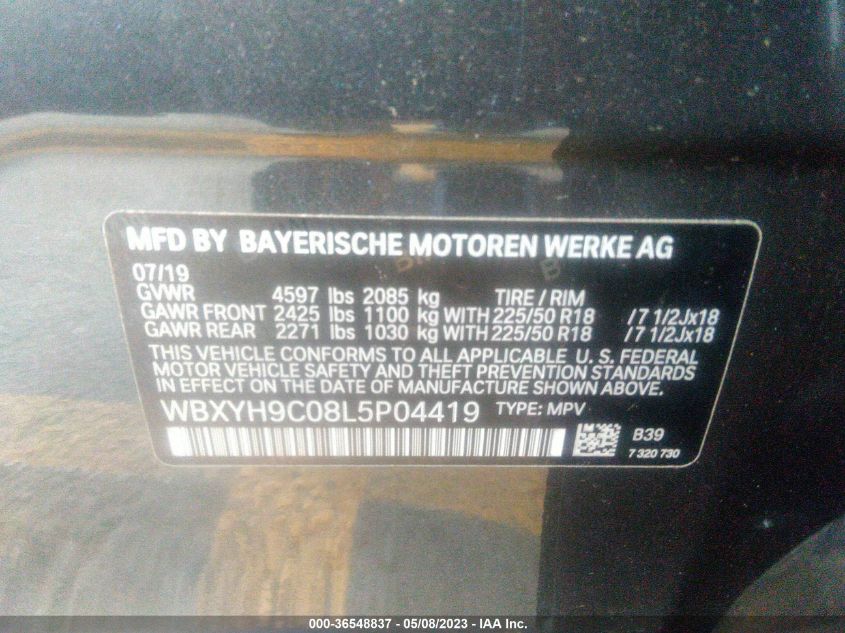 MFD BY BAYERISCHE MOTOREN WERKE AG
07/19
GVWR 4597 lbs 2085 kg TIRE / RIM
GAWR FRONT 2425 lbs 1100 kg WITH 225/50 R18 /7 1/2Jx18
GAWR REAR 2271 lbs 1030 kg WITH 225/50 R18 /7 1/2Jx18
THIS VEHICLE CONFORMS TO ALL APPLICABLE U. S. FEDERAL
MOTOR VEHICLE SAFETY AND THEFT PREVENTION STANDARDS
IN EFFECT ON THE DATE OF MANUFACTURE SHOWN ABOVE.
WBXYH9C08L5P04419 TYPE: MPV
B39
7 320 730
000-36548837 - 05/08/2023 - IAA Inc.